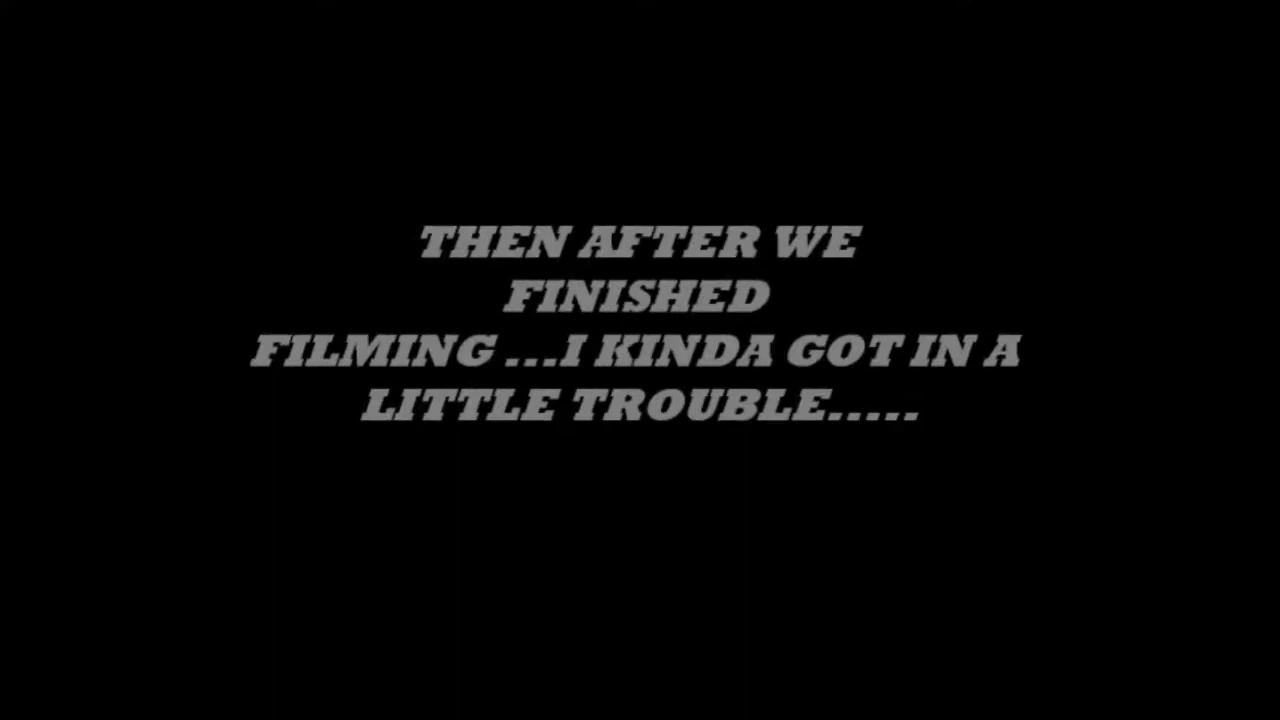 THEN AFTER WE
FINISHED
FILMING ...I KINDA GOT IN A
LITTLE TROUBLE.....